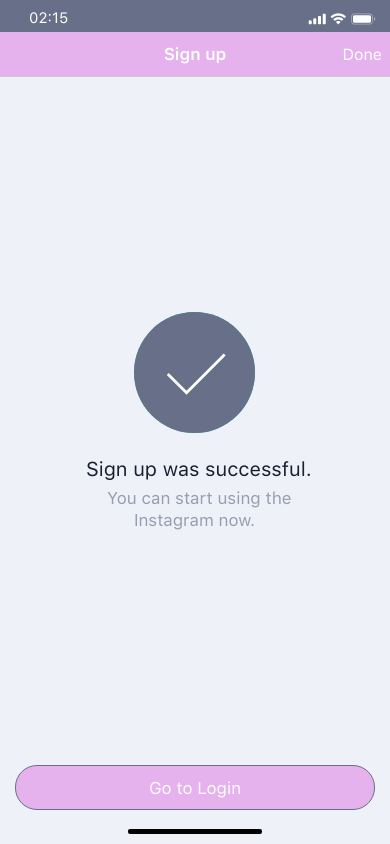 02:15
Sign up
Done
Sign up was successful.
You can start using the
Instagram now.
Go to Login